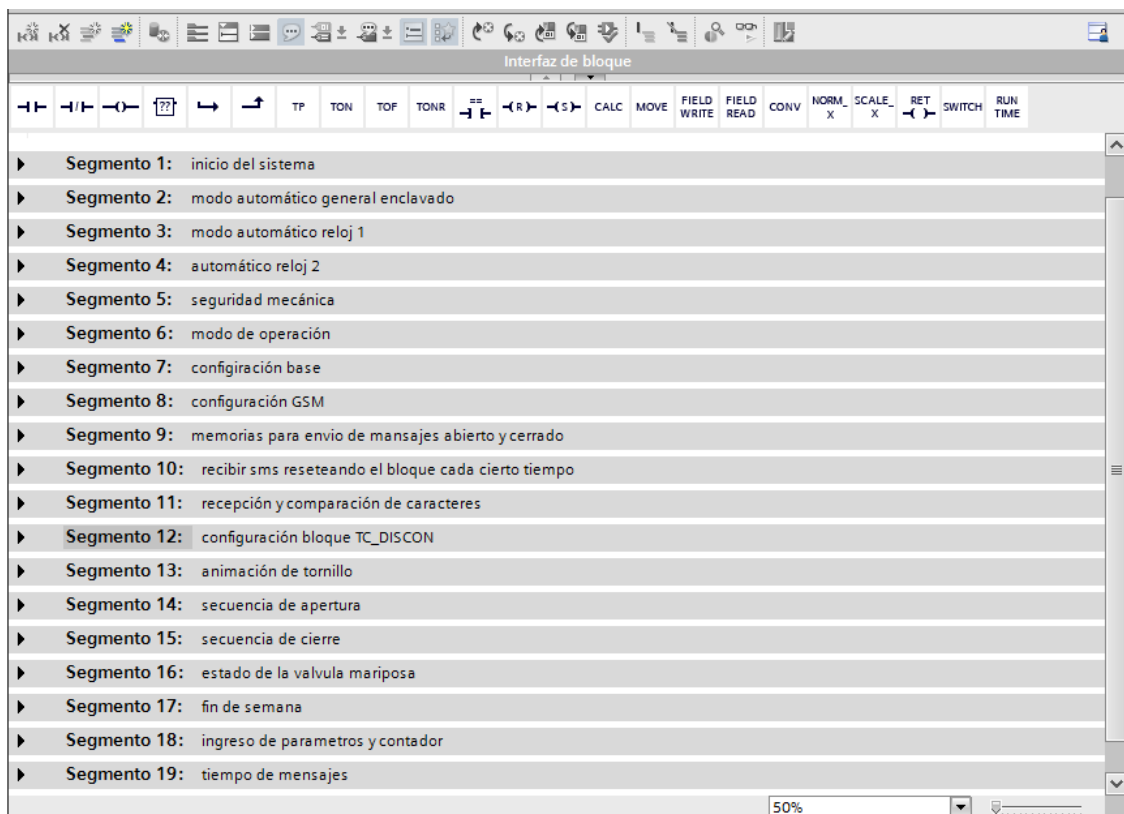 Interfaz de bloque
?? TP TON TOF TONR == (R) (S) CALC MOVE FIELD WRITE FIELD READ CONV NORM_X SCALE_X RET SWITCH RUN TIME
Segmento 1: inicio del sistema
Segmento 2: modo automático general enclavado
Segmento 3: modo automático reloj 1
Segmento 4: automático reloj 2
Segmento 5: seguridad mecánica
Segmento 6: modo de operación
Segmento 7: configiración base
Segmento 8: configuración GSM
Segmento 9: memorias para envio de mansajes abierto y cerrado
Segmento 10: recibir sms reseteando el bloque cada cierto tiempo
Segmento 11: recepción y comparación de caracteres
Segmento 12: configuración bloque TC_DISCON
Segmento 13: animación de tornillo
Segmento 14: secuencia de apertura
Segmento 15: secuencia de cierre
Segmento 16: estado de la valvula mariposa
Segmento 17: fin de semana
Segmento 18: ingreso de parametros y contador
Segmento 19: tiempo de mensajes
50%